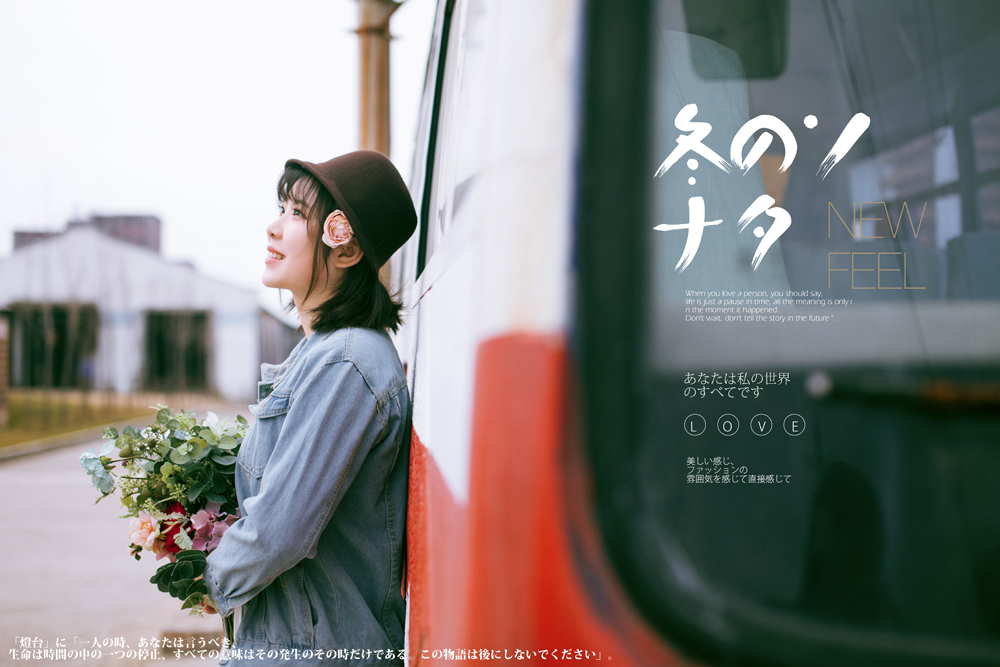 冬のソ
ナタ
NEW
FEEL
When you love a person, you should say,
life is just a pause in time, all the meaning is only i
n the moment it happened.
Don't wait, don't tell the story in the future ".
あなたは私の世界
のすべてです
LOVE
美しい感じ、
ファッションの
雰囲気を感じて直接感じて
「燈台」に「一人の時、あなたは言うべき
生命は時間の中の一つの停止、すべての意味はその発生のその時だけである。この物語は後にしないでください」。